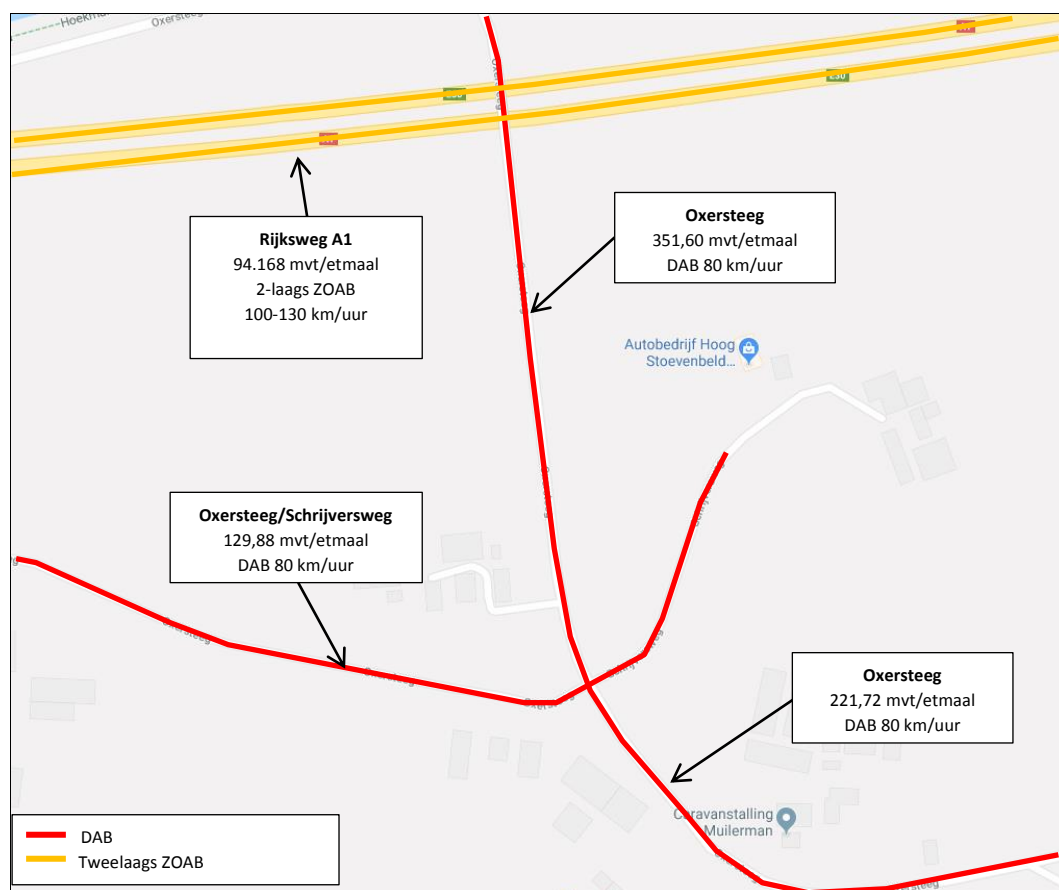 Hoekm
Oxersteeg
Rijksweg A1
94.168 mvt/etmaal
2-laags ZOAB
100-130 km/uur
Oxersteeg
351,60 mvt/etmaal
DAB 80 km/uur
Autobedrijf Hoog
Stoevenbeld...
Oxersteeg/Schrijversweg
129,88 mvt/etmaal
DAB 80 km/uur
Oxersteeg
221,72 mvt/etmaal
DAB 80 km/uur
Caravanstalling
Muilerman
DAB
Tweelaags ZOAB